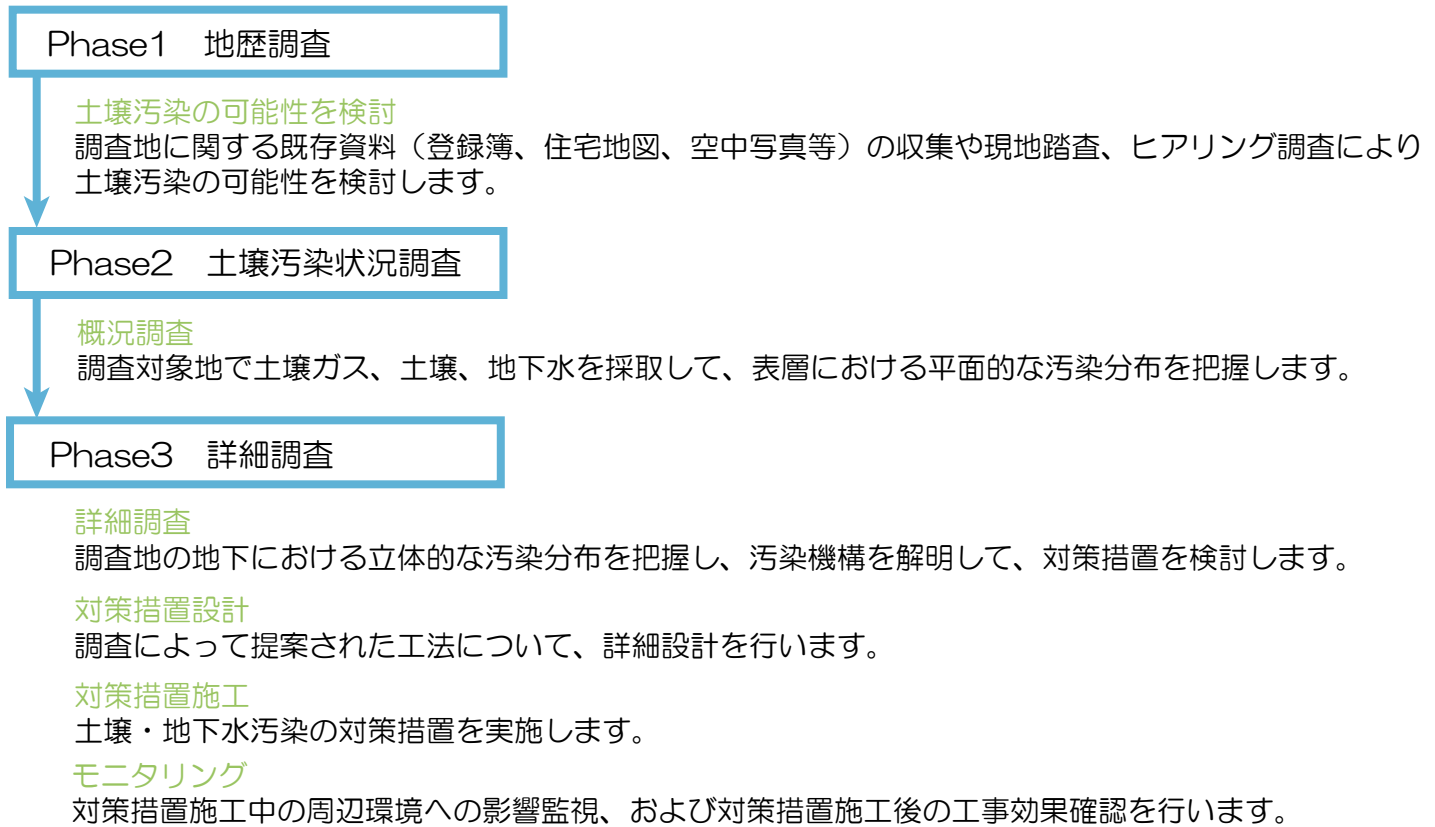 Phase1　地歴調査
土壌汚染の可能性を検討
調査地に関する既存資料（登録簿、住宅地図、空中写真等）の収集や現地踏査、ヒアリング調査により
土壌汚染の可能性を検討します。
Phase2　土壌汚染状況調査
概況調査
調査対象地で土壌ガス、土壌、地下水を採取して、表層における平面的な汚染分布を把握します。
Phase3　詳細調査
詳細調査
調査地の地下における立体的な汚染分布を把握し、汚染機構を解明して、対策措置を検討します。
対策措置設計
調査によって提案された工法について、詳細設計を行います。
対策措置施工
土壌・地下水汚染の対策措置を実施します。
モニタリング
対策措置施工中の周辺環境への影響監視、および対策措置施工後の工事効果確認を行います。